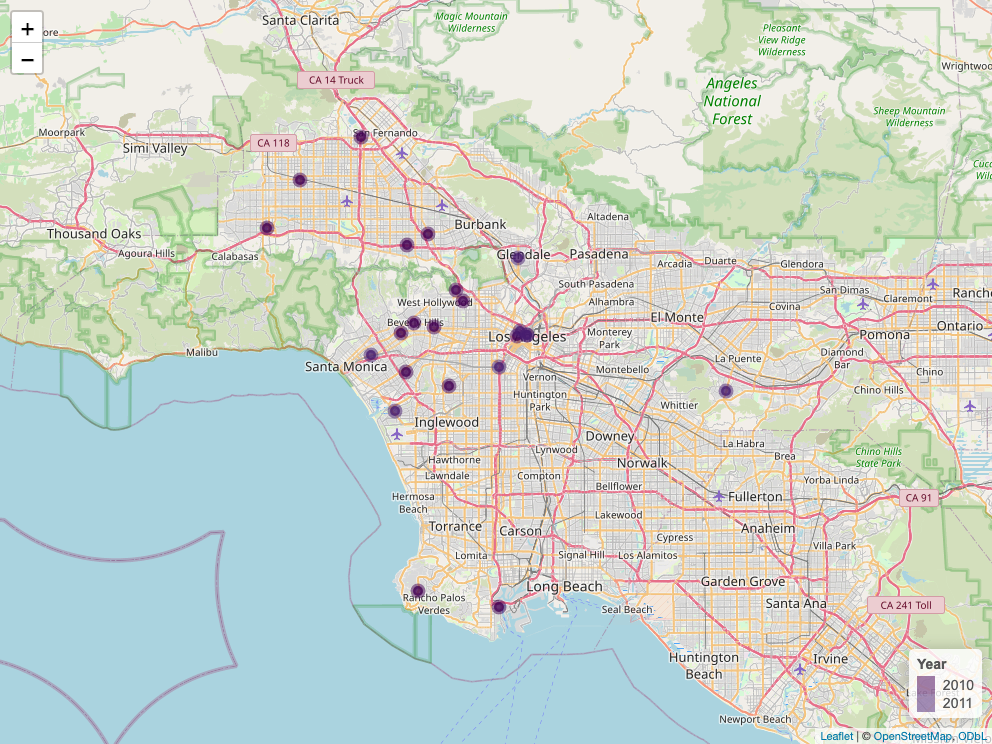 Santa Clarita
Magic Mountain
Wilderness
Pleasant
View Ridge
Wilderness
+
ore
−
Wrightwoo
CA 14 Truck
Angeles
National
Forest
Sheep Mountain
Wilderness
Moorpark
San Fernando
CA 118
Simi Valley
Cuc
Wil
Thousand Oaks
Agoura Hills
Calabasas
Burbank
Altadena
Glendale
Pasadena
Arcadia
Duarte
Glendora
South Pasadena
San Dimas
Claremont
Ranch
West Hollywood
Alhambra
Covina
Beverly Hills
El Monte
Los Angeles
Monterey
Park
Pomona
Ontario
Malibu
Santa Monica
La Puente
Diamond
Bar
Montebello
Chino
Vernon
Huntington
Park
Whittier
Chino Hills
Inglewood
Downey
La Habra
Brea
Chino Hills
State Park
Lynwood
Hawthorne
Norwalk
Lawndale
Compton
Yorba Linda
Bellflower
Hermosa
Beach
Fullerton
CA 91
Lakewood
Torrance
Carson
Cypress
Anaheim
Villa Park
Lomita
Signal Hill
Los Alamitos
Long Beach
Garden Grove
Rancho Palos
Verdes
Seal Beach
Santa Ana
CA 241 Toll
Huntington
Beach
Irvine
Year
2010
2011
Newport Beach
Leaflet | © OpenStreetMap, ODbL